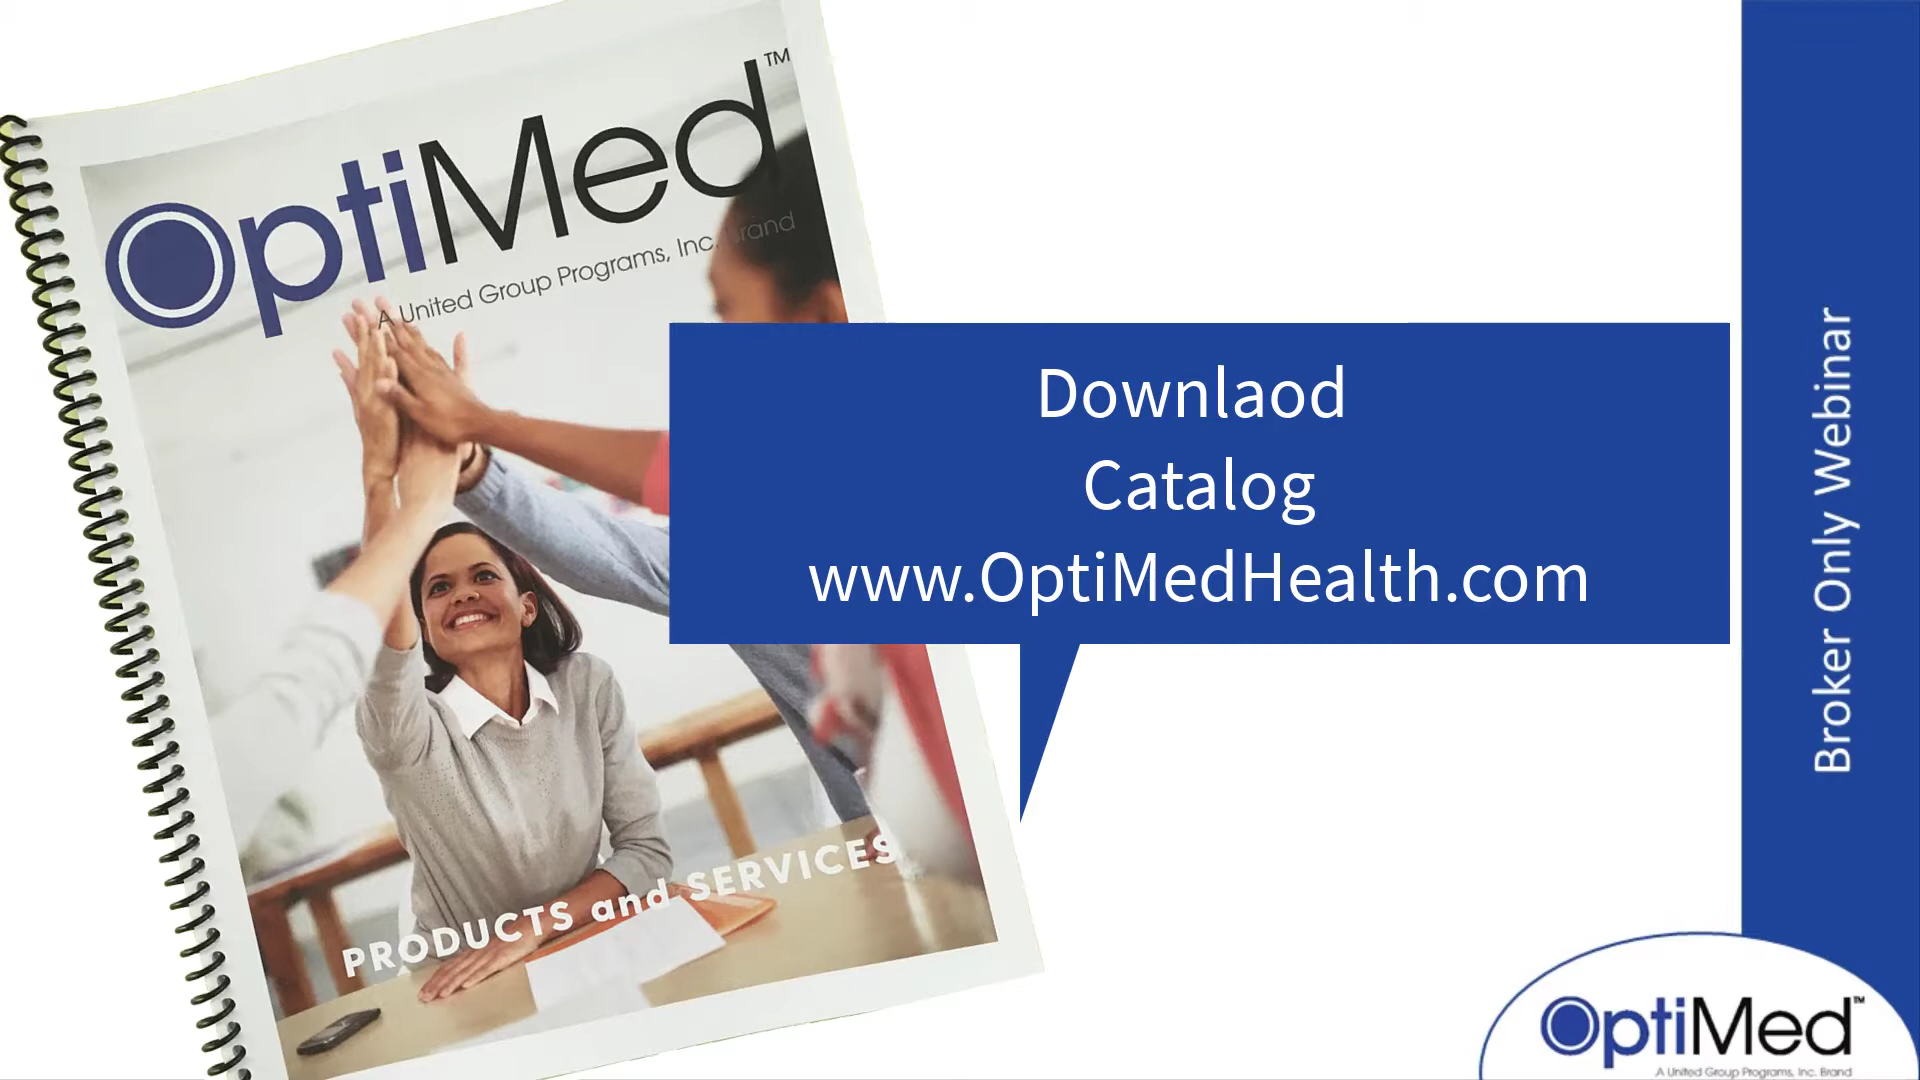 OptiMed™
A United Group Programs, Inc. Brand
Downlaod
Catalog
www.OptiMedHealth.com
PRODUCTS and SERVICES
Broker Only Webinar
OptiMed™
A United Group Programs, Inc. Brand